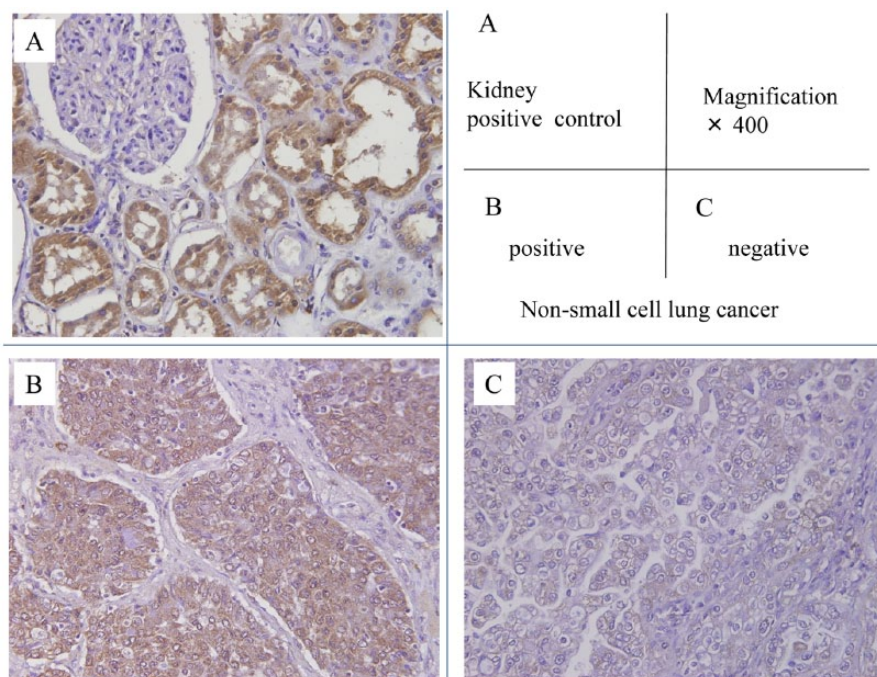 A
A
Kidney
positive control
Magnification
× 400
B
positive
C
negative
Non-small cell lung cancer
B
C